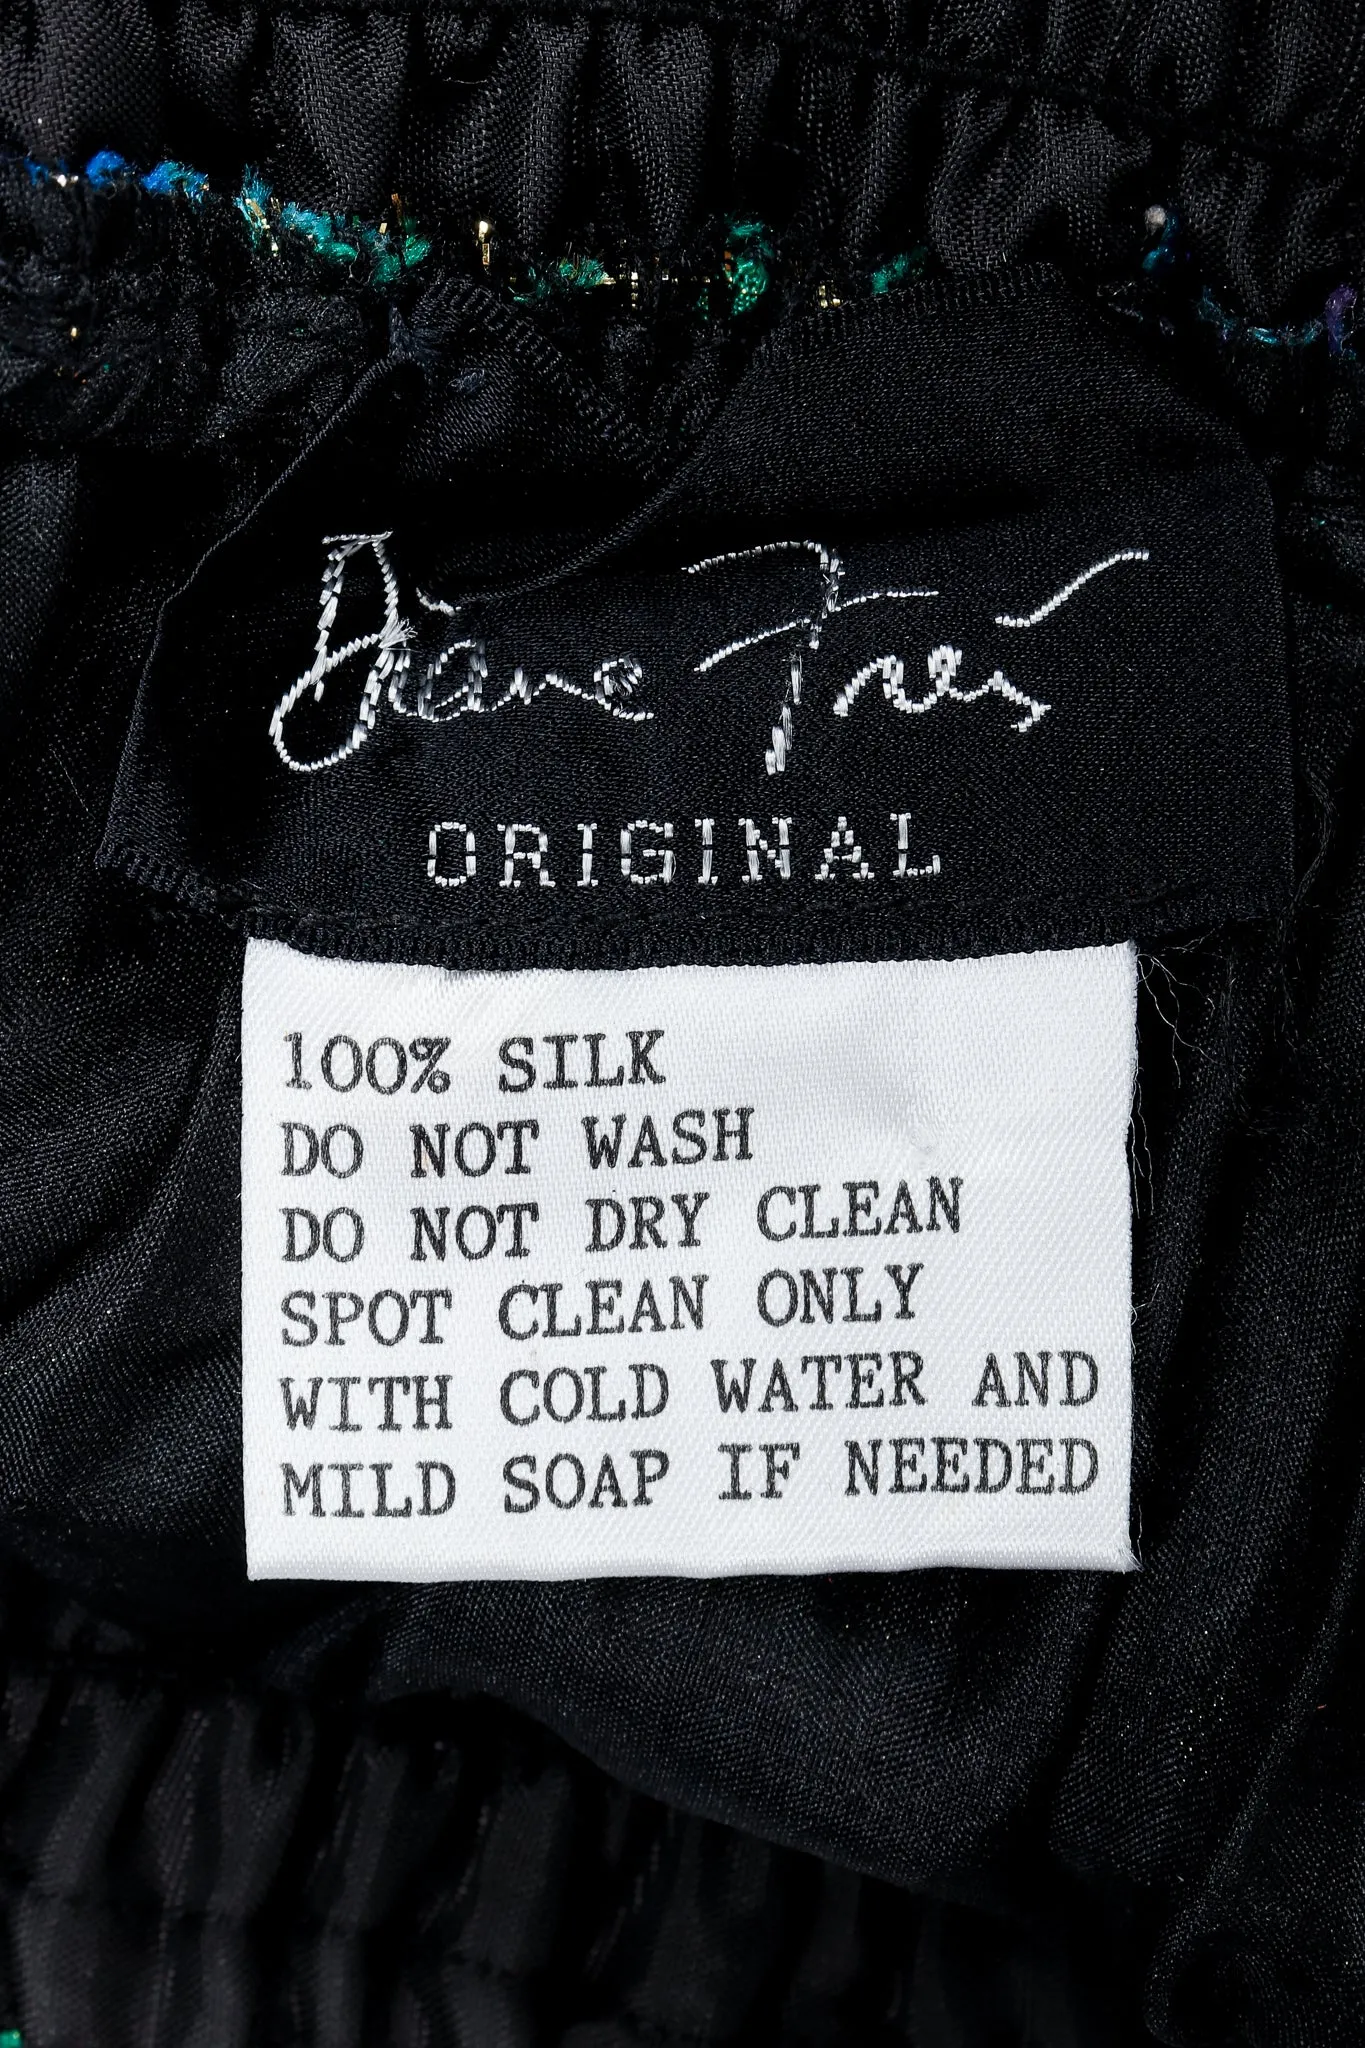 Diane Fres
ORIGINAL
100% SILK
DO NOT WASH
DO NOT DRY CLEAN
SPOT CLEAN ONLY
WITH COLD WATER AND
MILD SOAP IF NEEDED